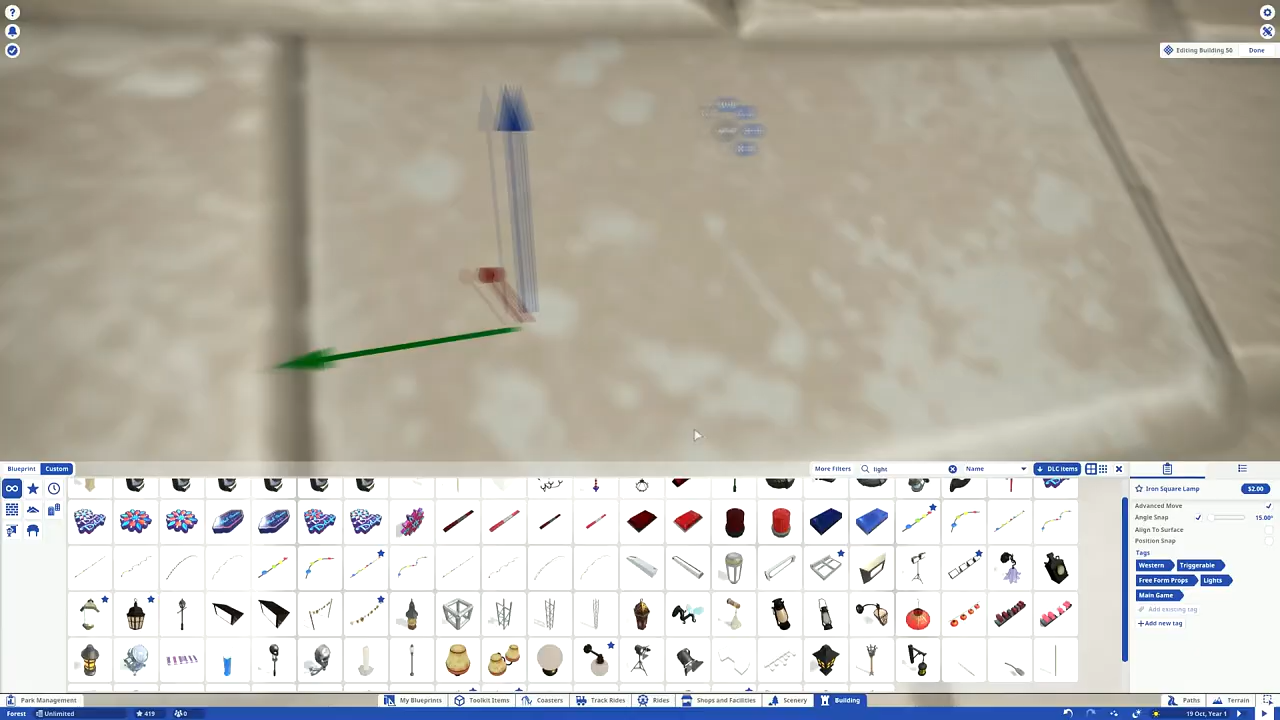 ?
Editing Building 50 Done
Blueprint Custom More Filters light Name DLC Items
Iron Square Lamp $2.00
Advanced Move
Angle Snap 15.00°
Align To Surface
Position Snap
Tags
Western Triggerable
Free Form Props Lights
Main Game
Add existing tag
+ Add new tag
Park Management My Blueprints Toolkit Items Coasters Track Rides Rides Shops and Facilities Scenery Building Paths Terrain
Forest Unlimited 419 0 19 Oct, Year 1